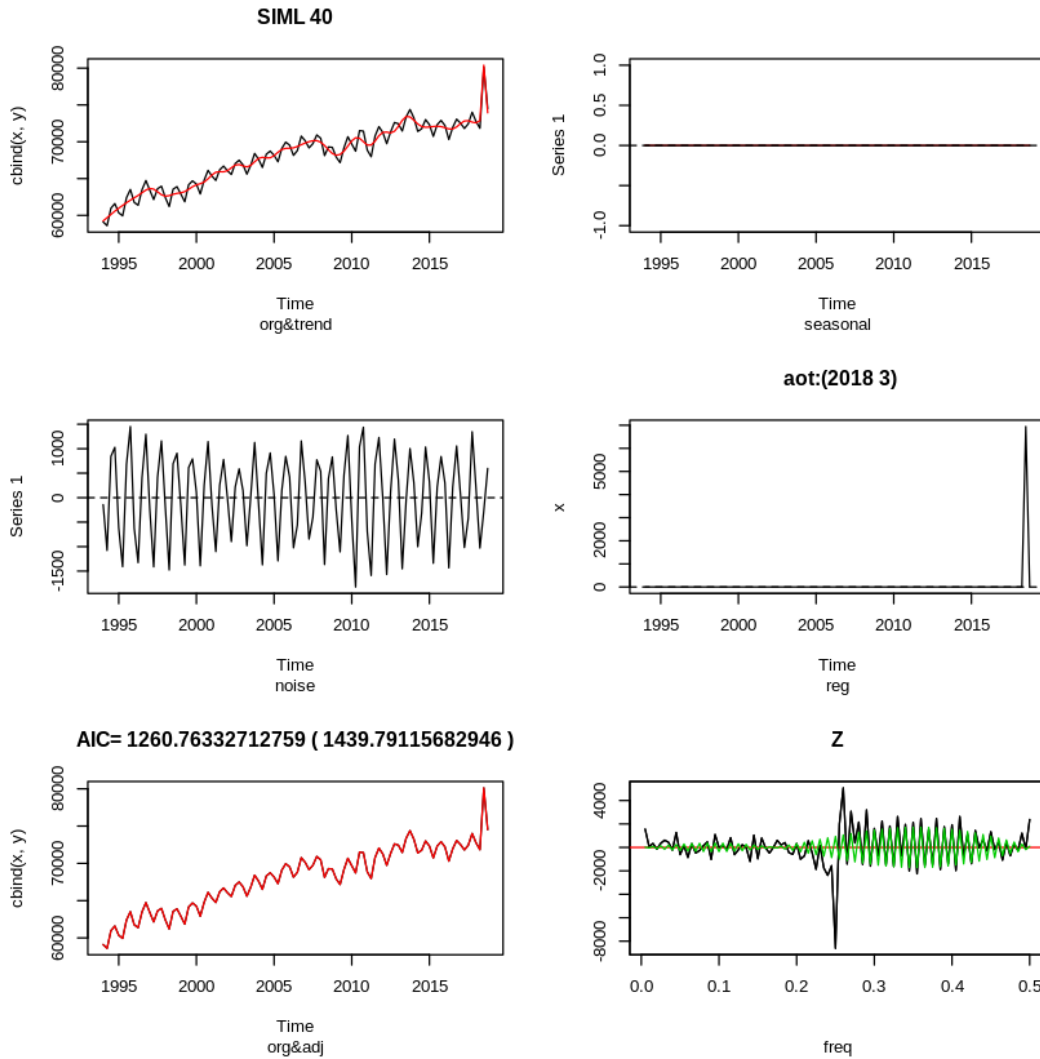 SIML 40
cbind(x, y)
80000
70000
60000
1995 2000 2005 2010 2015
Time
org&trend
Series 1
1.0
0.5
0.0
-1.0
1995 2000 2005 2010 2015
Time
seasonal
Series 1
1000
0
-1500
1995 2000 2005 2010 2015
Time
noise
aot:(2018 3)
x
5000
2000
0
1995 2000 2005 2010 2015
Time
reg
AIC= 1260.76332712759 ( 1439.79115682946 )
cbind(x, y)
80000
70000
60000
1995 2000 2005 2010 2015
Time
org&adj
Z
4000
-2000
-8000
0.0 0.1 0.2 0.3 0.4 0.5
freq